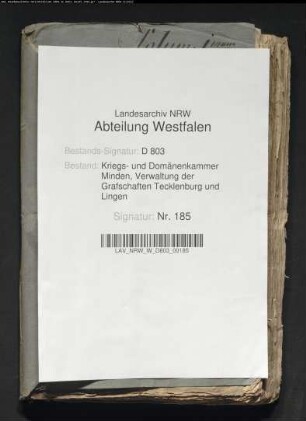 Volumen
Landesarchiv NRW
Abteilung Westfalen
Bestands-Signatur: D 803
Bestand: Kriegs- und Domänenkammer
Minden, Verwaltung der
Grafschaften Tecklenburg und
Lingen
Signatur: Nr. 185
LAV_NRW_W_D803_00185